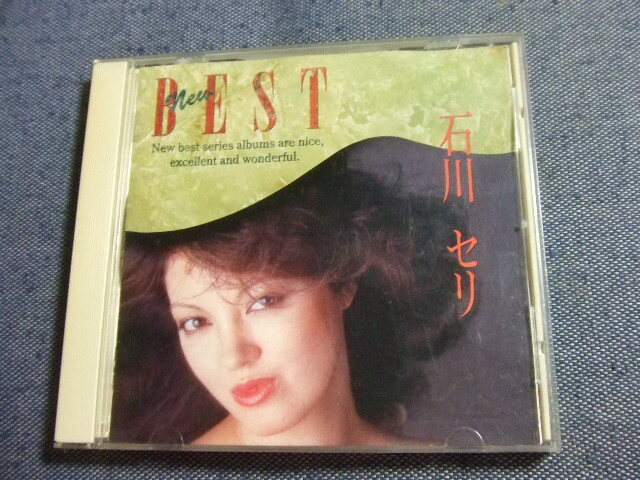 New
BEST
New best series albums are nice,
excellent and wonderful.
石川 セリ